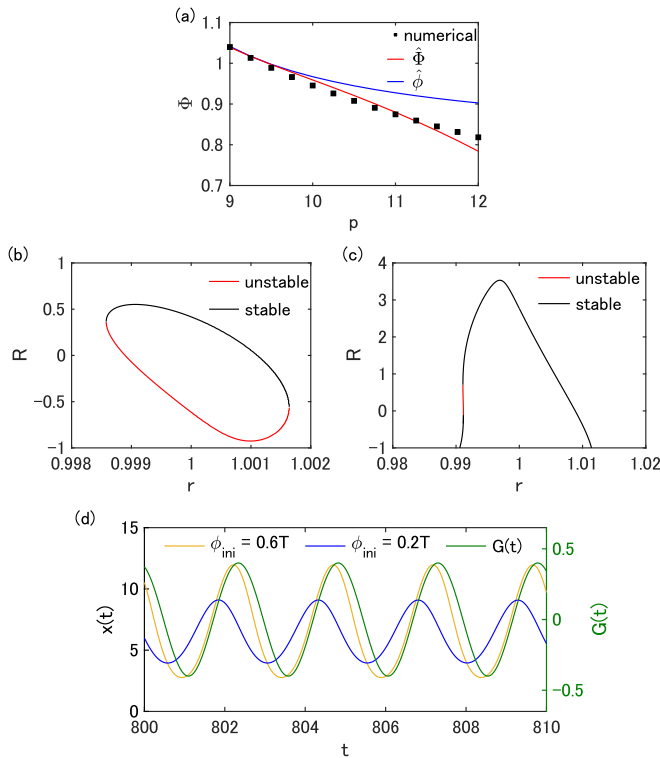 (a)
1.1
1
0.9
0.8
0.7
Φ
numerical
Φ̂
ϕ̂
9 10 11 12
p
(b)
1
0.5
0
−0.5
−1
R
unstable
stable
0.998 0.999 1 1.001 1.002
r
(c)
4
3
2
1
0
−1
R
unstable
stable
0.98 0.99 1 1.01 1.02
r
(d)
15
10
5
0
x(t)
ϕini = 0.6T ϕini = 0.2T G(t)
0.5
0
−0.5
G(t)
800 802 804 806 808 810
t